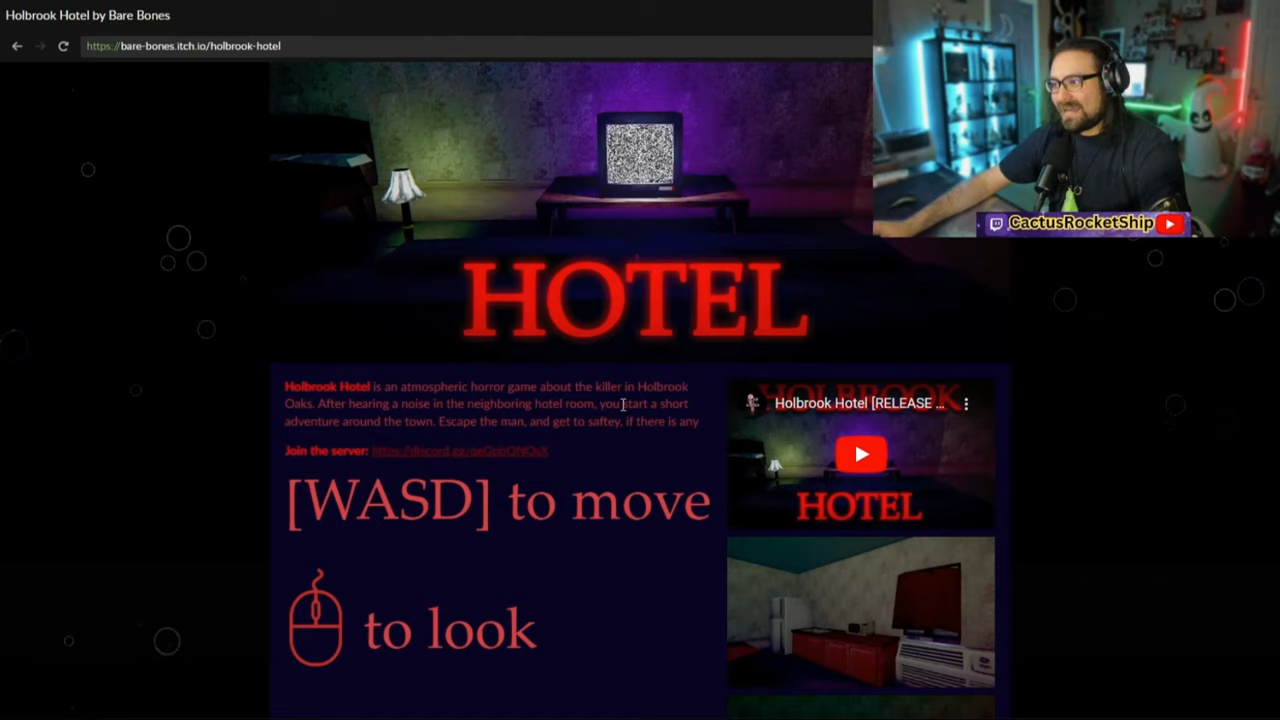 Holbrook Hotel by Bare Bones
https://bare-bones.itch.io/holbrook-hotel
CactusRocketShip
HOTEL
Holbrook Hotel is an atmospheric horror game about the killer in Holbrook
Oaks. After hearing a noise in the neighboring hotel room, you start a short
adventure around the town. Escape the man, and get to saftey, if there is any
Join the server:
[WASD] to move
to look
HOLBROOK
Holbrook Hotel [RELEASE ...
HOTEL